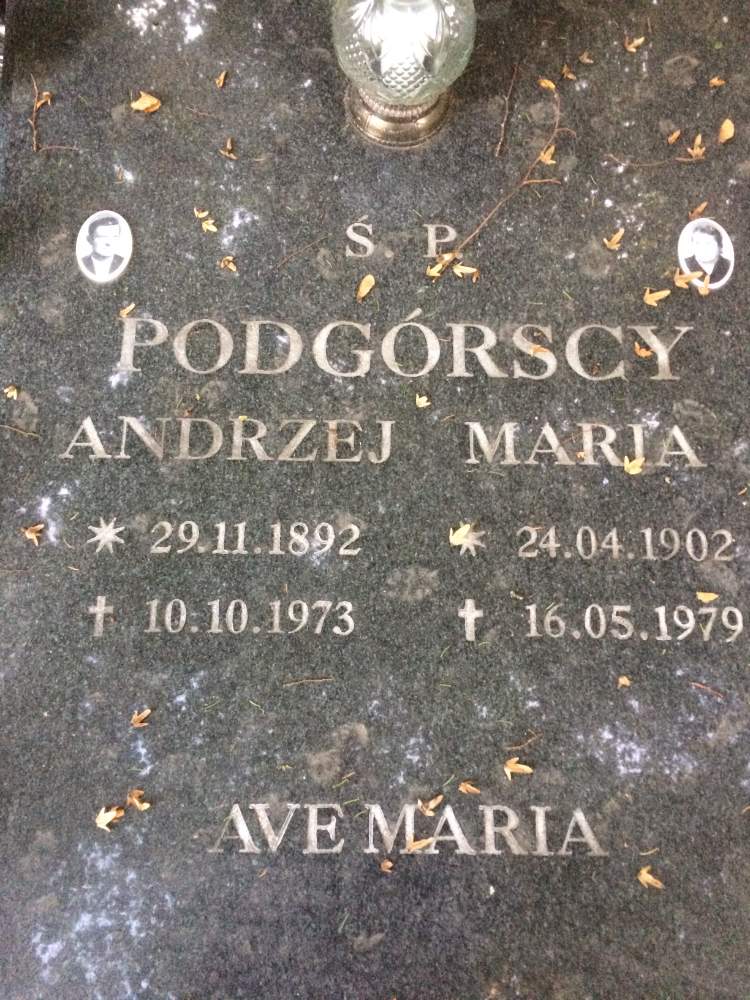 Ś. P.
PODGÓRSCY
ANDRZEJ MARIA
* 29.11.1892 * 24.04.1902
† 10.10.1973 † 16.05.1979
AVE MARIA